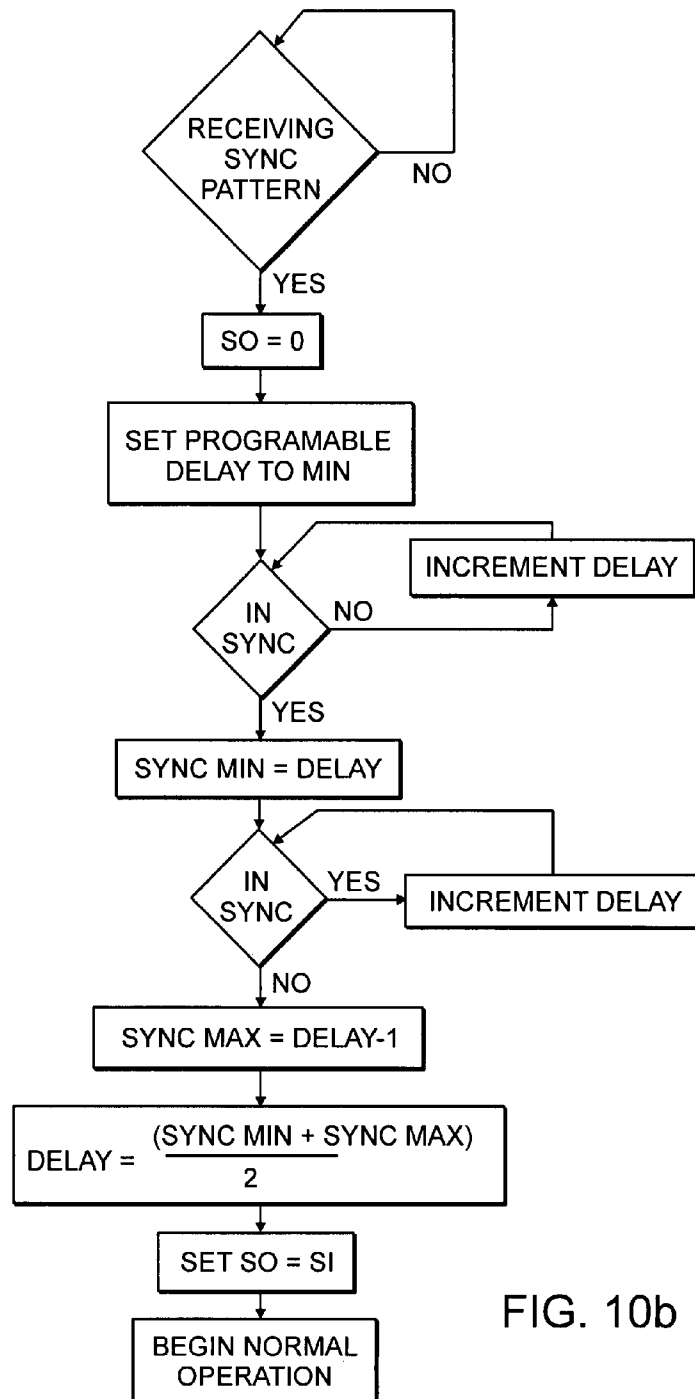 RECEIVING
SYNC
PATTERN
NO
YES
SO = 0
SET PROGRAMABLE
DELAY TO MIN
INCREMENT DELAY
IN
SYNC
NO
YES
SYNC MIN = DELAY
IN
SYNC
YES
INCREMENT DELAY
NO
SYNC MAX = DELAY-1
DELAY = (SYNC MIN + SYNC MAX)
2
SET SO = SI
BEGIN NORMAL
OPERATION
FIG. 10b